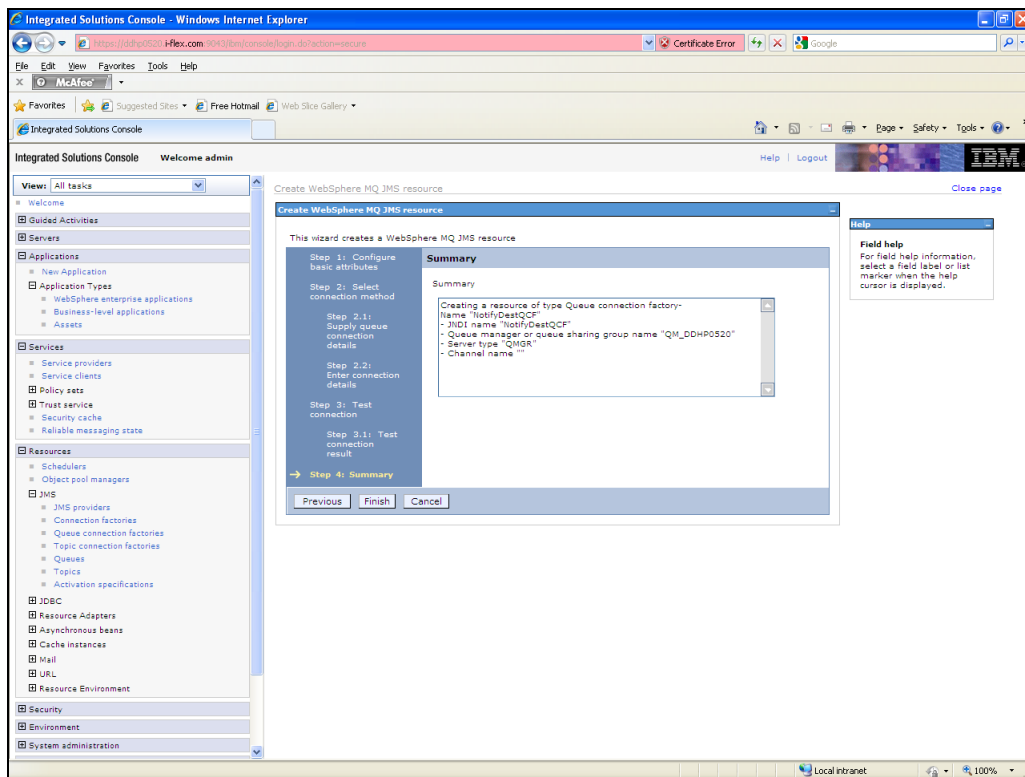 Integrated Solutions Console - Windows Internet Explorer
https://ddhp0520.i-flex.com:9043/ibm/console/login.do?action=secure
Certificate Error
Google
File Edit View Favorites Tools Help
McAfee
Favorites Suggested Sites Free Hotmail Web Slice Gallery
Integrated Solutions Console
Page Safety Tools
Integrated Solutions Console Welcome admin
Help | Logout
IBM.
View: All tasks
Welcome
Guided Activities
Servers
Applications
New Application
Application Types
WebSphere enterprise applications
Business-level applications
Assets
Services
Service providers
Service clients
Policy sets
Trust service
Security cache
Reliable messaging state
Resources
Schedulers
Object pool managers
JMS
JMS providers
Connection factories
Queue connection factories
Topic connection factories
Queues
Topics
Activation specifications
JDBC
Resource Adapters
Asynchronous beans
Cache instances
Mail
URL
Resource Environment
Security
Environment
System administration
Create WebSphere MQ JMS resource
Close page
Create WebSphere MQ JMS resource
This wizard creates a WebSphere MQ JMS resource
Step 1: Configure
basic attributes
Step 2: Select
connection method
Step 2.1:
Supply queue
connection
details
Step 2.2:
Enter connection
details
Step 3: Test
connection
Step 3.1: Test
connection
result
Step 4: Summary
Summary
Summary
Creating a resource of type Queue connection factory-
Name "NotifyDestQCF"
- JNDI name "NotifyDestQCF"
- Queue manager or queue sharing group name "QM_DDHP0520"
- Server type "QMGR"
- Channel name ""
Previous Finish Cancel
Help
Field help
For field help information,
select a field label or list
marker when the help
cursor is displayed.
Local intranet
100%